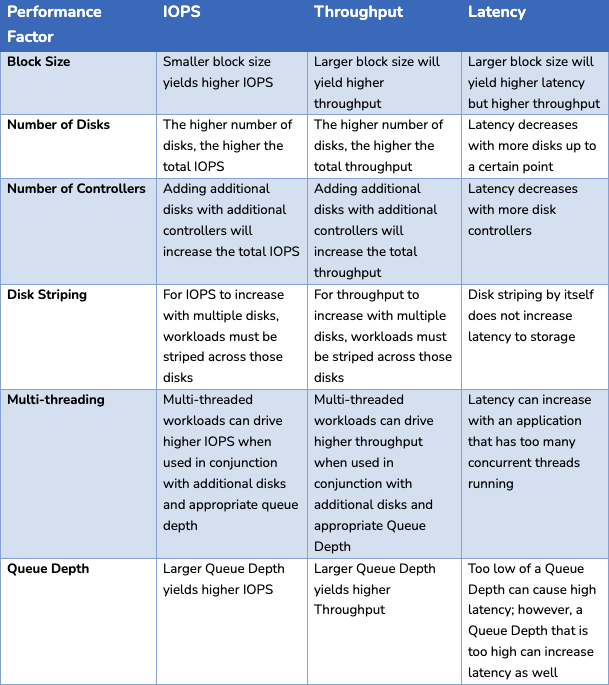 Performance Factor | IOPS | Throughput | Latency
Block Size | Smaller block size yields higher IOPS | Larger block size will yield higher throughput | Larger block size will yield higher latency but higher throughput
Number of Disks | The higher number of disks, the higher the total IOPS | The higher number of disks, the higher the total throughput | Latency decreases with more disks up to a certain point
Number of Controllers | Adding additional disks with additional controllers will increase the total IOPS | Adding additional disks with additional controllers will increase the total throughput | Latency decreases with more disk controllers
Disk Striping | For IOPS to increase with multiple disks, workloads must be striped across those disks | For throughput to increase with multiple disks, workloads must be striped across those disks | Disk striping by itself does not increase latency to storage
Multi-threading | Multi-threaded workloads can drive higher IOPS when used in conjunction with additional disks and appropriate queue depth | Multi-threaded workloads can drive higher throughput when used in conjunction with additional disks and appropriate Queue Depth | Latency can increase with an application that has too many concurrent threads running
Queue Depth | Larger Queue Depth yields higher IOPS | Larger Queue Depth yields higher Throughput | Too low of a Queue Depth can cause high latency; however, a Queue Depth that is too high can increase latency as well